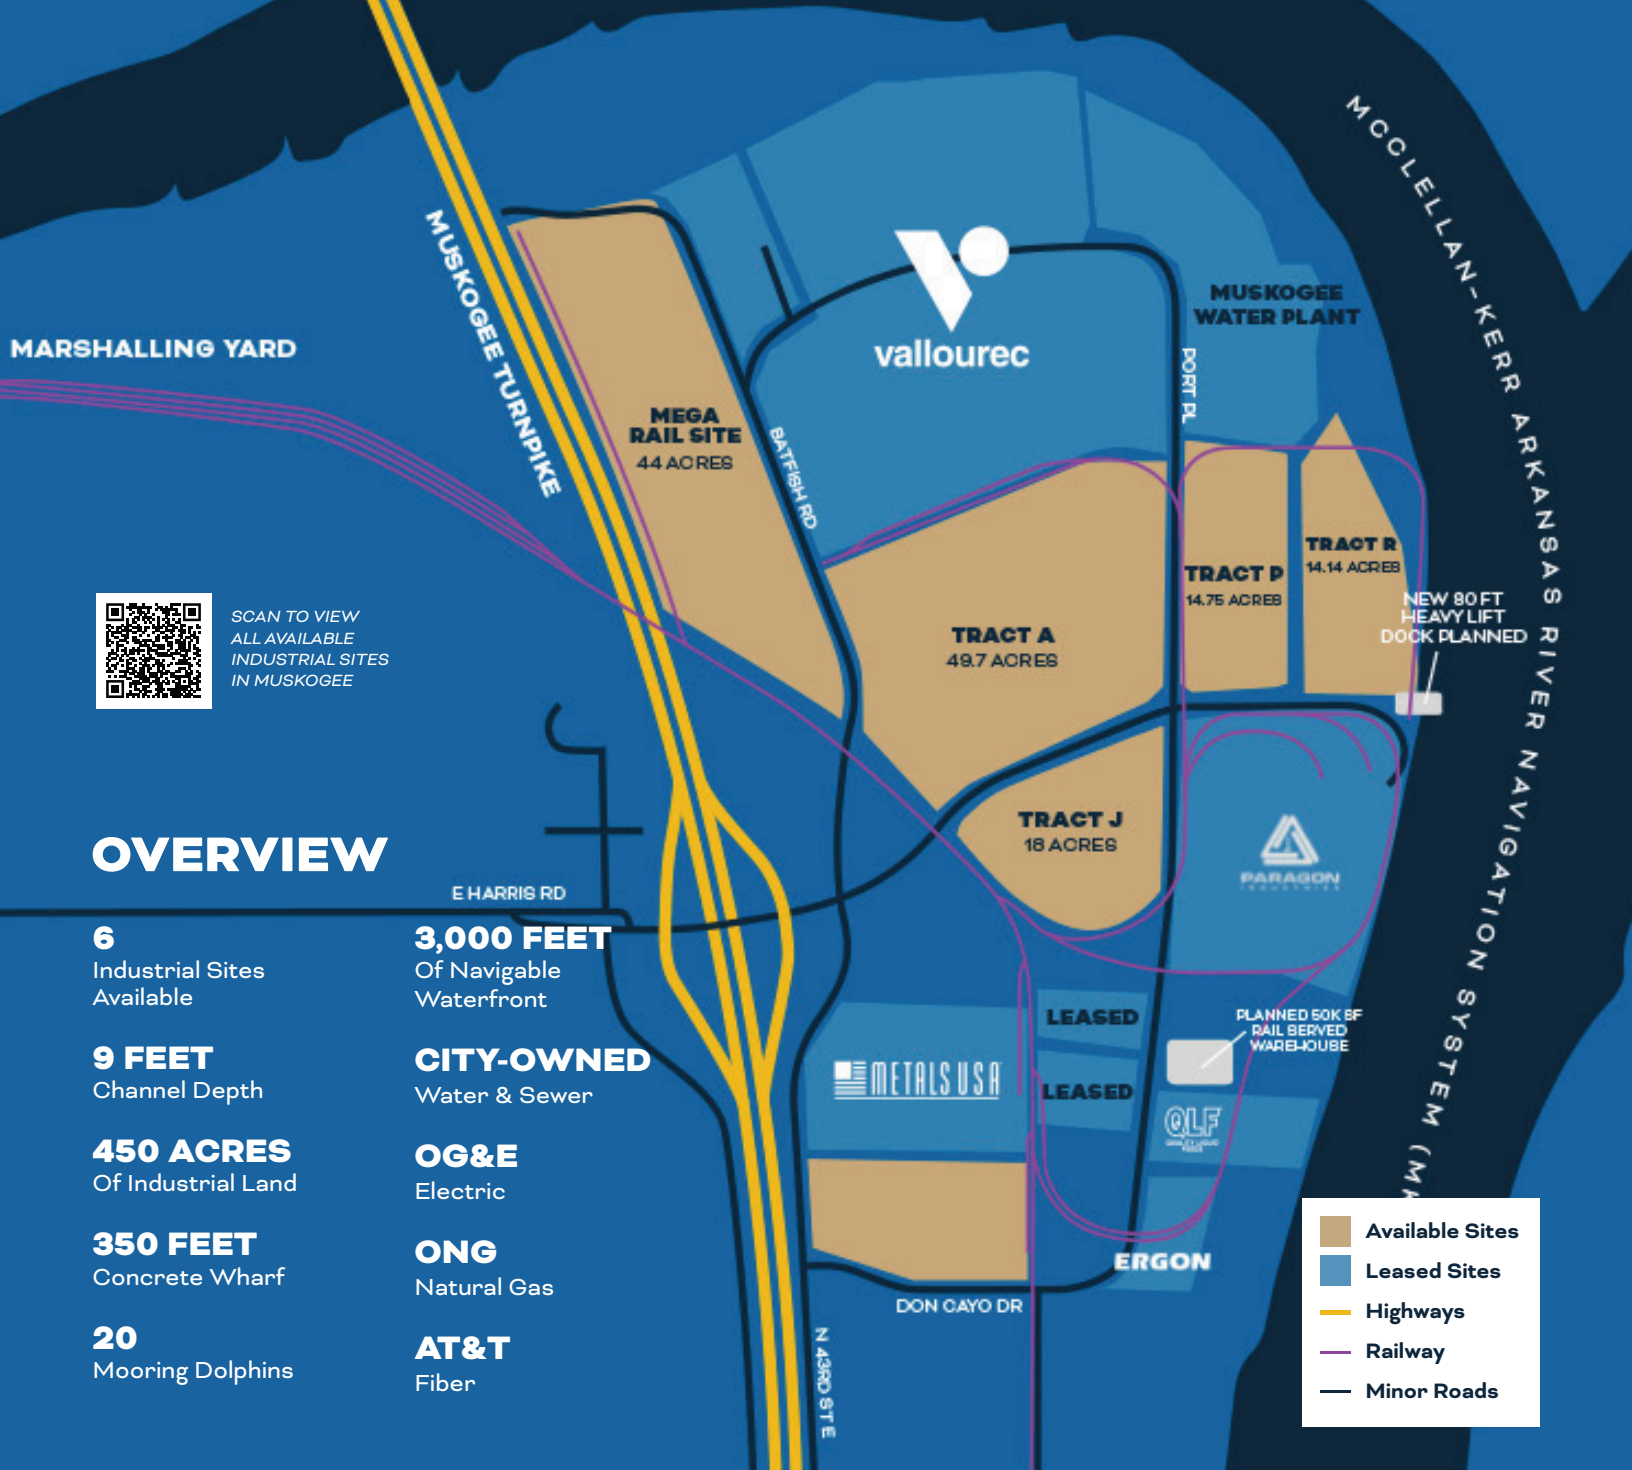 MCCLELLAN-KERR ARKANSAS RIVER NAVIGATION SYSTEM (MK
MUSKOGEE TURNPIKE
MARSHALLING YARD
vallourec
MUSKOGEE
WATER PLANT
PORT PL
BATFISH RD
MEGA
RAIL SITE
44 ACRES
TRACT A
49.7 ACRES
TRACT P
14.75 ACRES
TRACT R
14.14 ACRES
NEW 80 FT
HEAVY LIFT
DOCK PLANNED
TRACT J
18 ACRES
PARAGON
INDUSTRIES
SCAN TO VIEW
ALL AVAILABLE
INDUSTRIAL SITES
IN MUSKOGEE
E HARRIS RD
LEASED
LEASED
PLANNED 50K SF
RAIL SERVED
WAREHOUSE
METALS USA
QLF
ERGON
DON CAYO DR
N 43RD ST E
OVERVIEW
6
Industrial Sites
Available
9 FEET
Channel Depth
450 ACRES
Of Industrial Land
350 FEET
Concrete Wharf
20
Mooring Dolphins
3,000 FEET
Of Navigable
Waterfront
CITY-OWNED
Water & Sewer
OG&E
Electric
ONG
Natural Gas
AT&T
Fiber
Available Sites
Leased Sites
Highways
Railway
Minor Roads